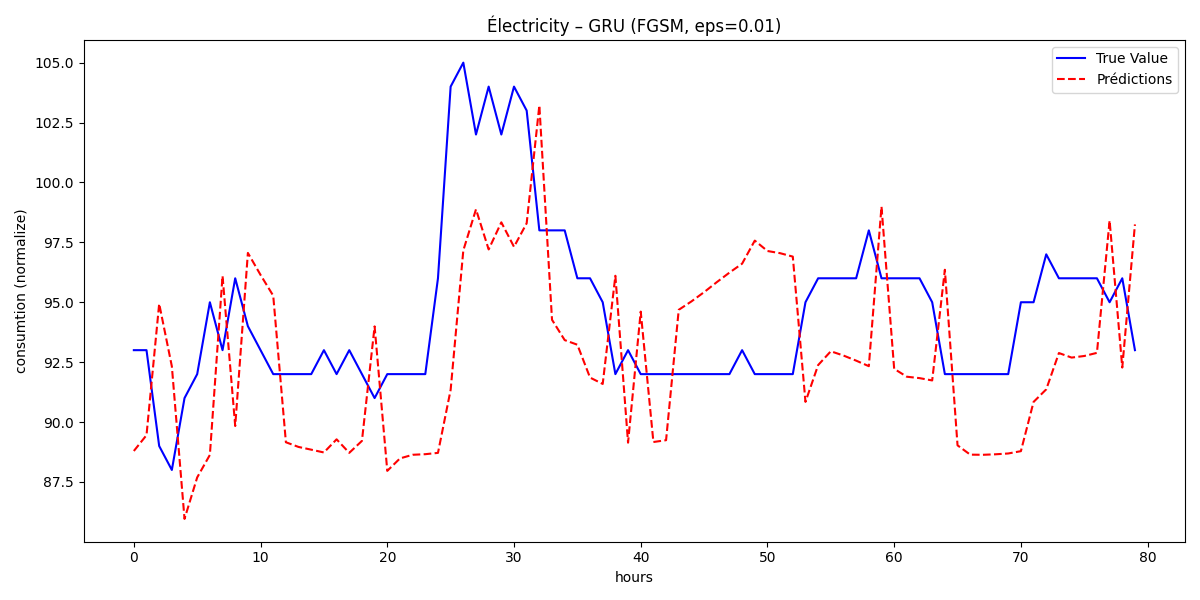 Électricity – GRU (FGSM, eps=0.01)
True Value
Prédictions
consumtion (normalize)
105.0
102.5
100.0
97.5
95.0
92.5
90.0
87.5
0 10 20 30 40 50 60 70 80
hours